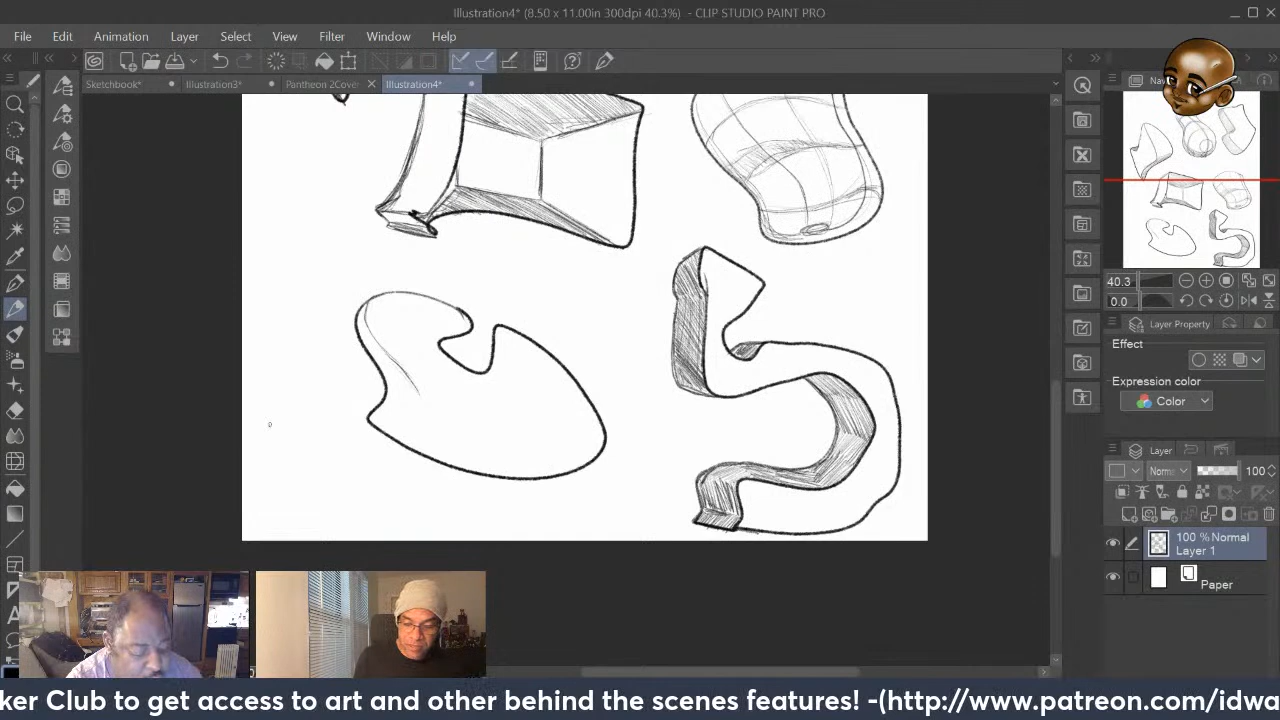 Illustration4* (8.50 x 11.00in 300dpi 40.3%) - CLIP STUDIO PAINT PRO
File Edit Animation Layer Select View Filter Window Help
Sketchbook* Illustration3* Pantheon 2Cover Illustration4*
40.3
0.0
Layer Property
Effect
Expression color
Color
Layer
Norma 100
100 % Normal
Layer 1
Paper
ker Club to get access to art and other behind the scenes features! -(http://www.patreon.com/idwa